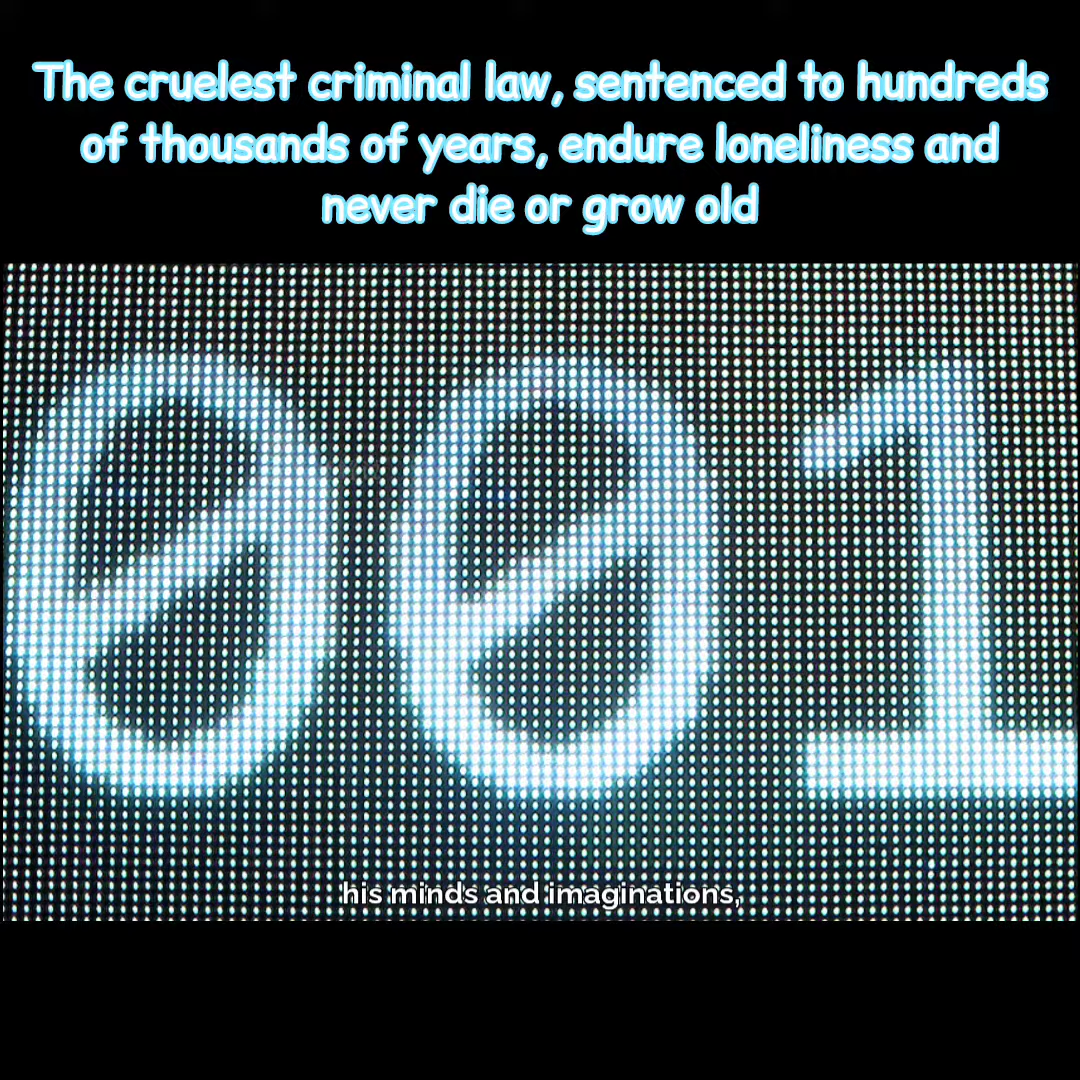 The cruelest criminal law, sentenced to hundreds
of thousands of years, endure loneliness and
never die or grow old
001
his minds and imaginations,